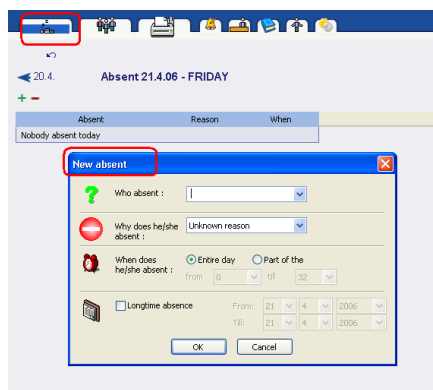 z
20.4. Absent 21.4.06 - FRIDAY
Absent Reason When
Nobody absent today
New absent
? Who absent :
Why does he/she absent : Unknown reason
When does he/she absent : Entire day Part of the
from 0 till 32
Longtime absence From: 21 4 2006
Till: 21 4 2006
OK Cancel